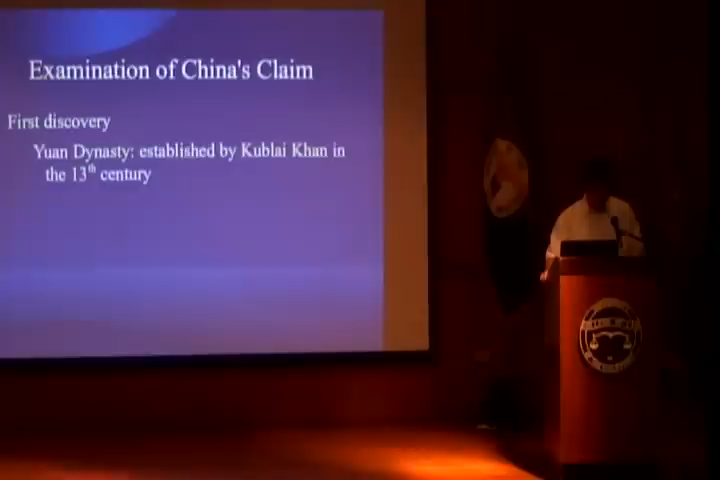 Examination of China's Claim
First discovery
Yuan Dynasty: established by Kublai Khan in
the 13th century